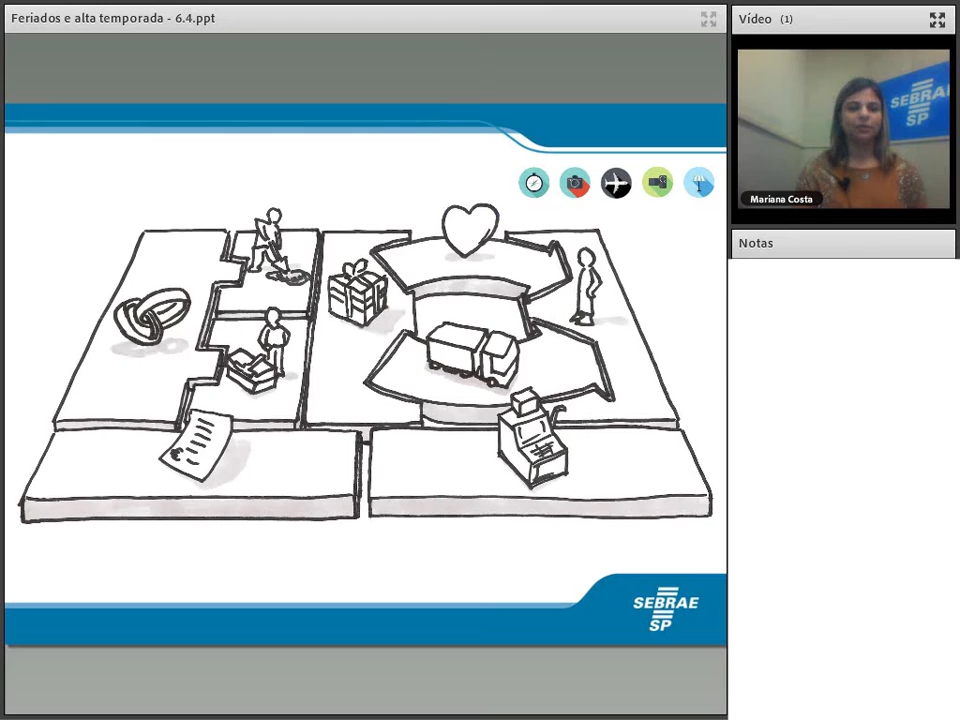 Feriados e alta temporada - 6.4.ppt
Vídeo (1)
SEBRAE
SP
Mariana Costa
Notas
SEBRAE
SP